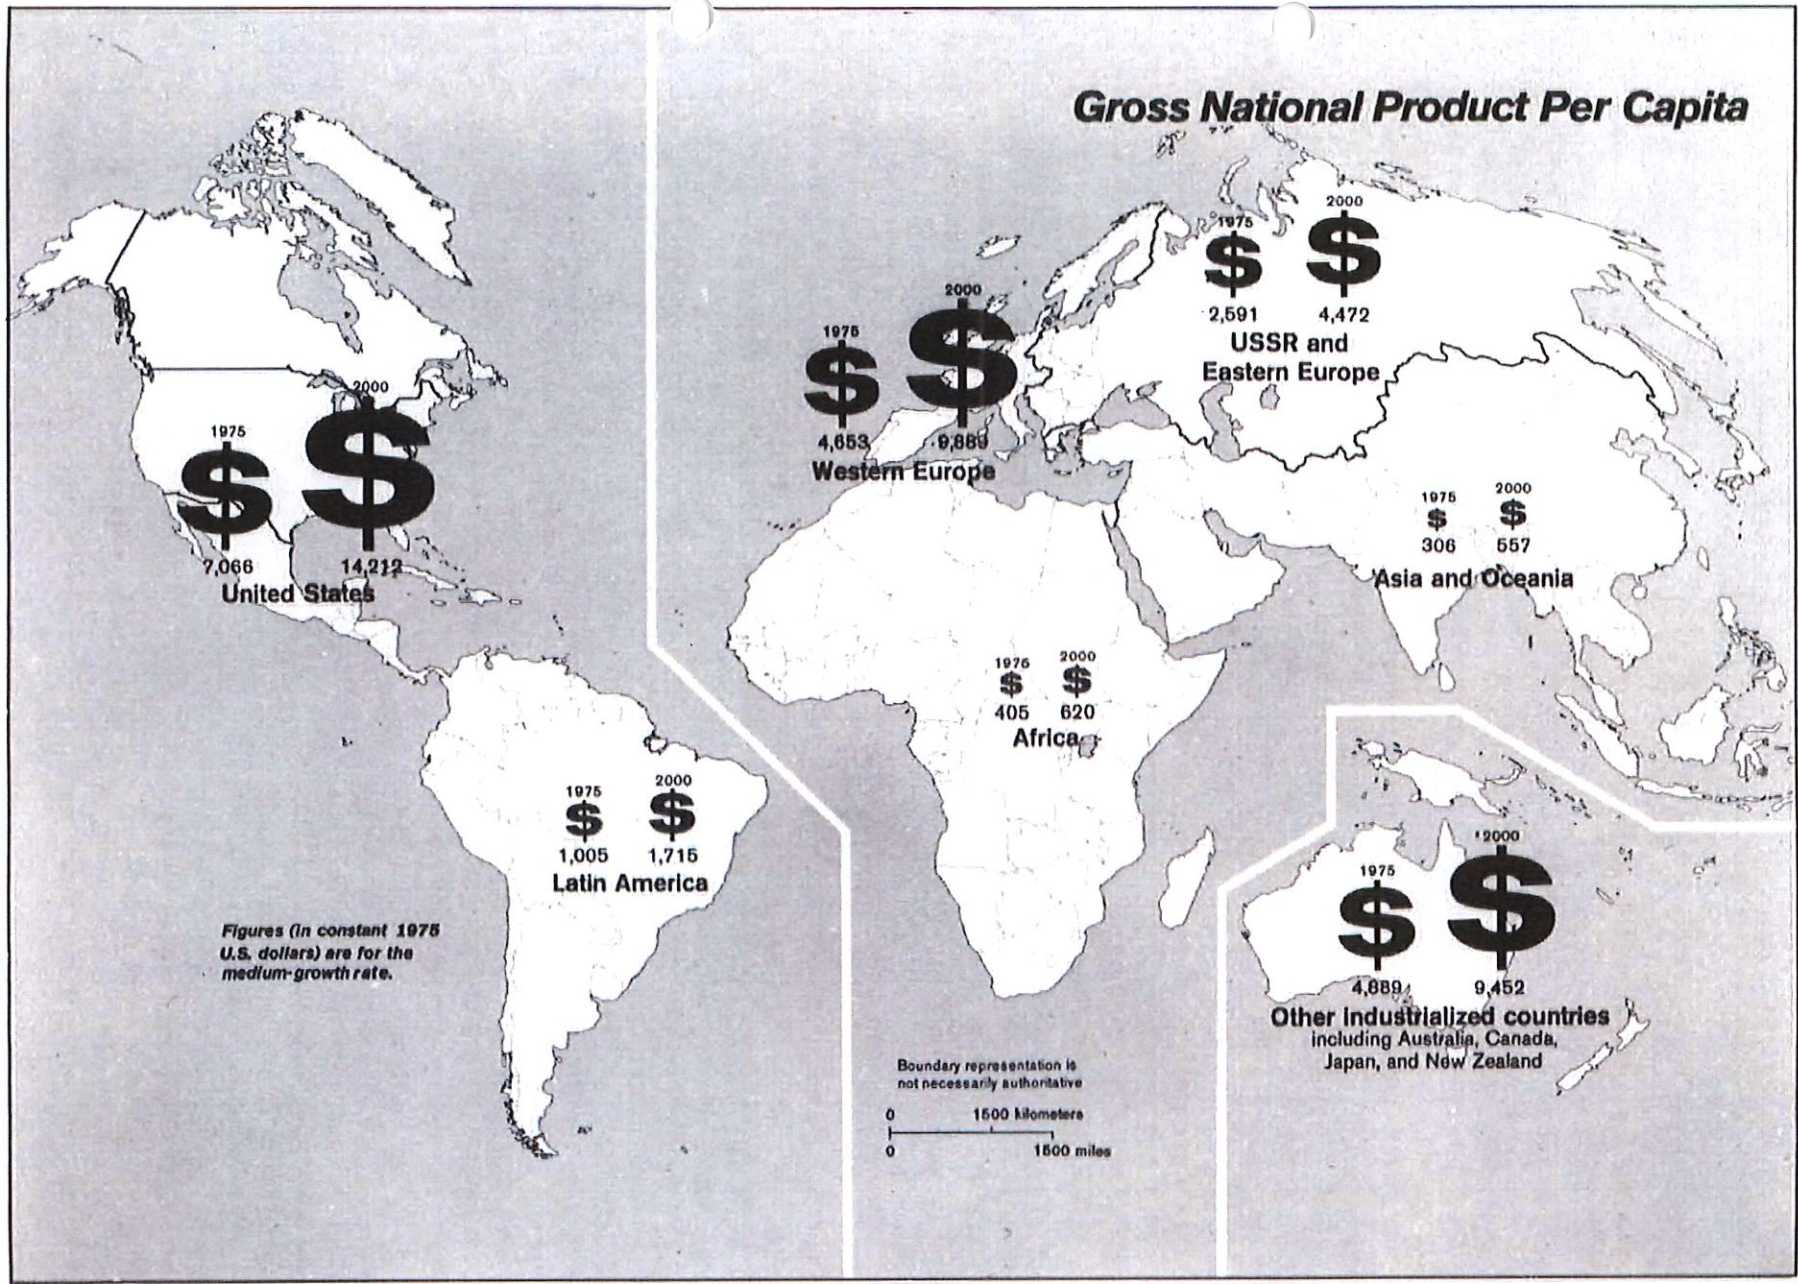 Gross National Product Per Capita
1975
2000
7,066
14,212
United States
1975
2000
4,653
9,889
Western Europe
1975
2000
2,591
4,472
USSR and
Eastern Europe
1975
2000
306
557
Asia and Oceania
1975
2000
405
620
Africa
1975
2000
1,005
1,715
Latin America
1975
2000
4,889
9,452
Other industrialized countries
including Australia, Canada,
Japan, and New Zealand
Figures (in constant 1975
U.S. dollars) are for the
medium-growth rate.
Boundary representation is
not necessarily authoritative
0 1500 kilometers
0 1500 miles